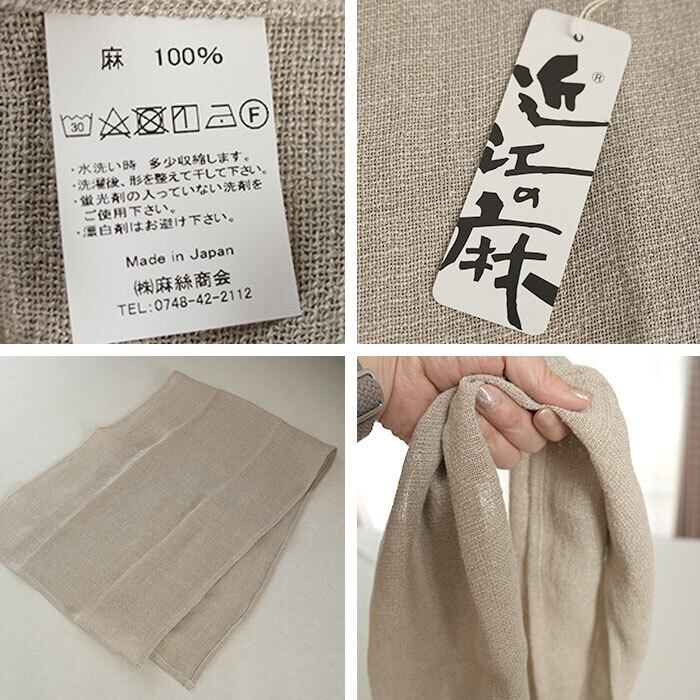 麻 100%
30
F
・水洗い時 多少収縮します。
・洗濯後、形を整えて干して下さい。
・蛍光剤の入っていない洗剤を
ご使用下さい。
・漂白剤はお避け下さい。
Made in Japan
㈱麻絲商会
TEL:0748-42-2112
近江の麻
®